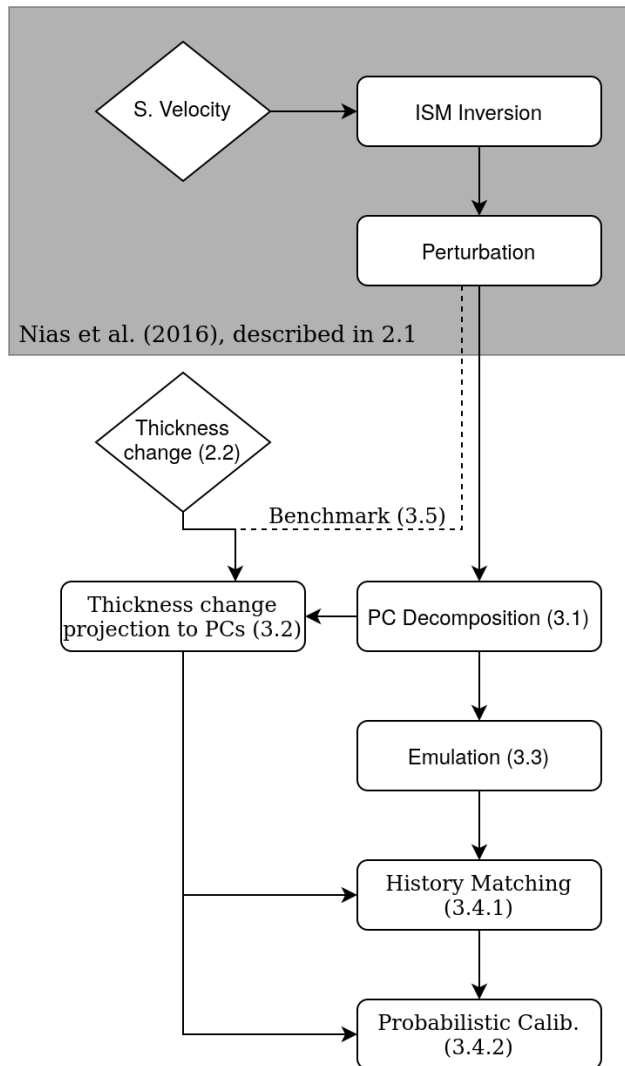 S. Velocity
ISM Inversion
Perturbation
Nias et al. (2016), described in 2.1
Thickness
change (2.2)
Benchmark (3.5)
Thickness change
projection to PCs (3.2)
PC Decomposition (3.1)
Emulation (3.3)
History Matching
(3.4.1)
Probabilistic Calib.
(3.4.2)